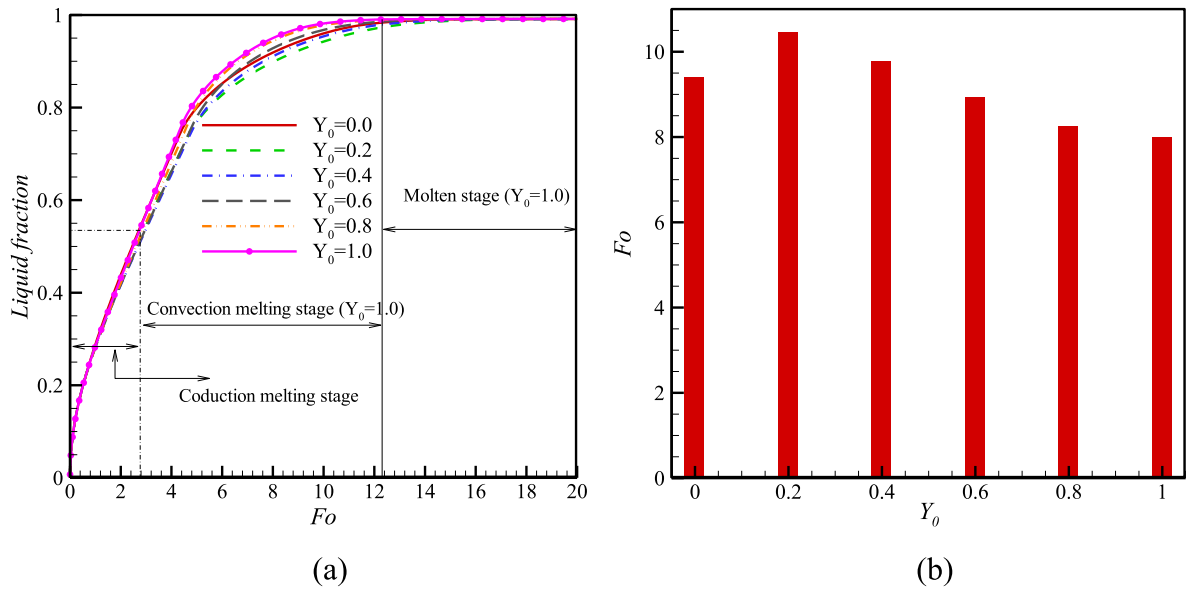 1
0.8
0.6
0.4
0.2
0
Liquid fraction
Y0=0.0
Y0=0.2
Y0=0.4
Y0=0.6
Y0=0.8
Y0=1.0
Molten stage (Y0=1.0)
Convection melting stage (Y0=1.0)
Coduction melting stage
0 2 4 6 8 10 12 14 16 18 20
Fo
(a)
10
8
6
4
2
0
Fo
0 0.2 0.4 0.6 0.8 1
Y0
(b)